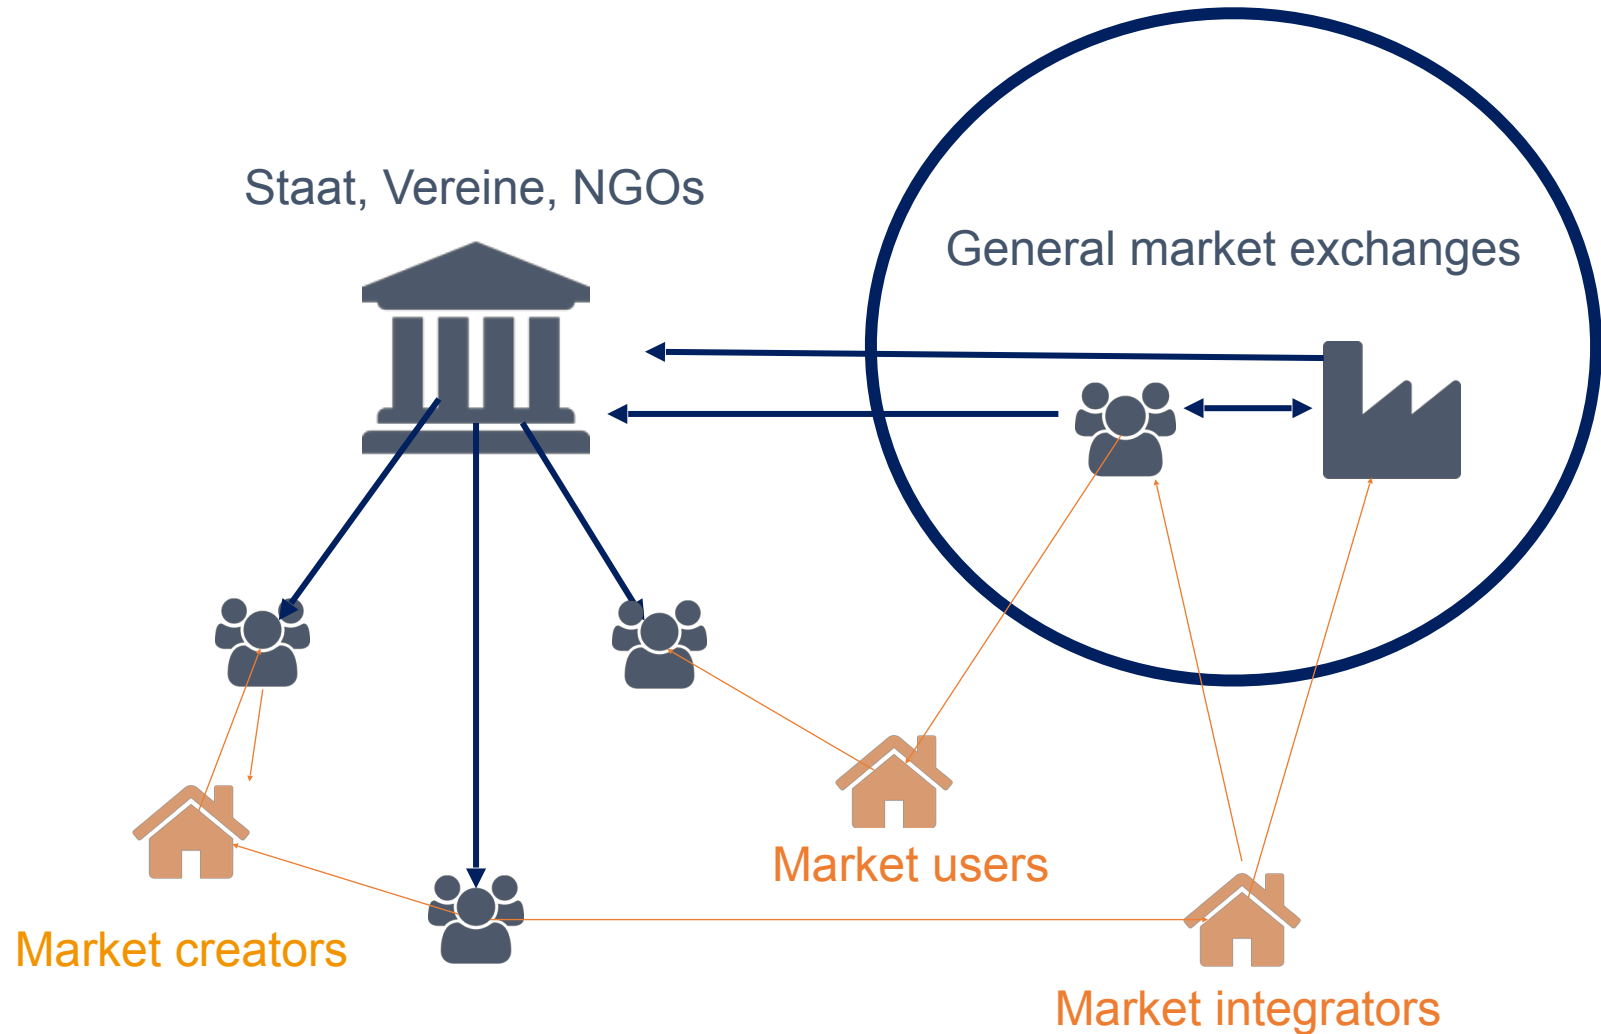 Staat, Vereine, NGOs
General market exchanges
Market users
Market creators
Market integrators